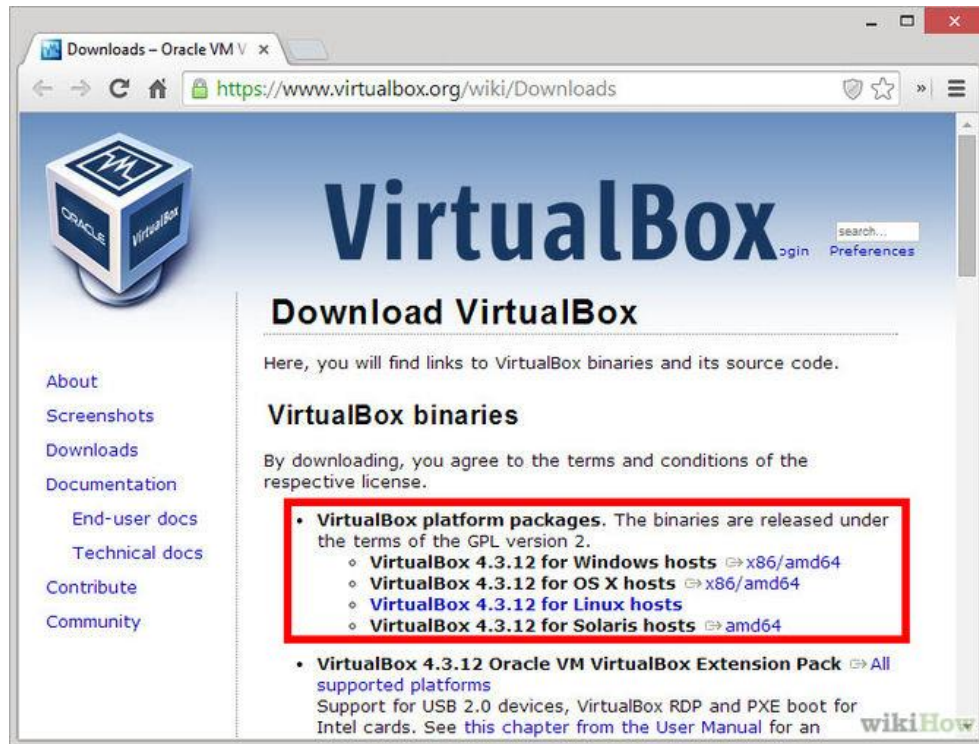 Downloads – Oracle VM V
https://www.virtualbox.org/wiki/Downloads
ORACLE
VirtualBox
VirtualBox
search...
ogin Preferences
Download VirtualBox
Here, you will find links to VirtualBox binaries and its source code.
About
Screenshots
Downloads
Documentation
End-user docs
Technical docs
Contribute
Community
VirtualBox binaries
By downloading, you agree to the terms and conditions of the
respective license.
• VirtualBox platform packages. The binaries are released under
the terms of the GPL version 2.
◦ VirtualBox 4.3.12 for Windows hosts x86/amd64
◦ VirtualBox 4.3.12 for OS X hosts x86/amd64
◦ VirtualBox 4.3.12 for Linux hosts
◦ VirtualBox 4.3.12 for Solaris hosts amd64
• VirtualBox 4.3.12 Oracle VM VirtualBox Extension Pack All
supported platforms
Support for USB 2.0 devices, VirtualBox RDP and PXE boot for
Intel cards. See this chapter from the User Manual for an
wikiHow